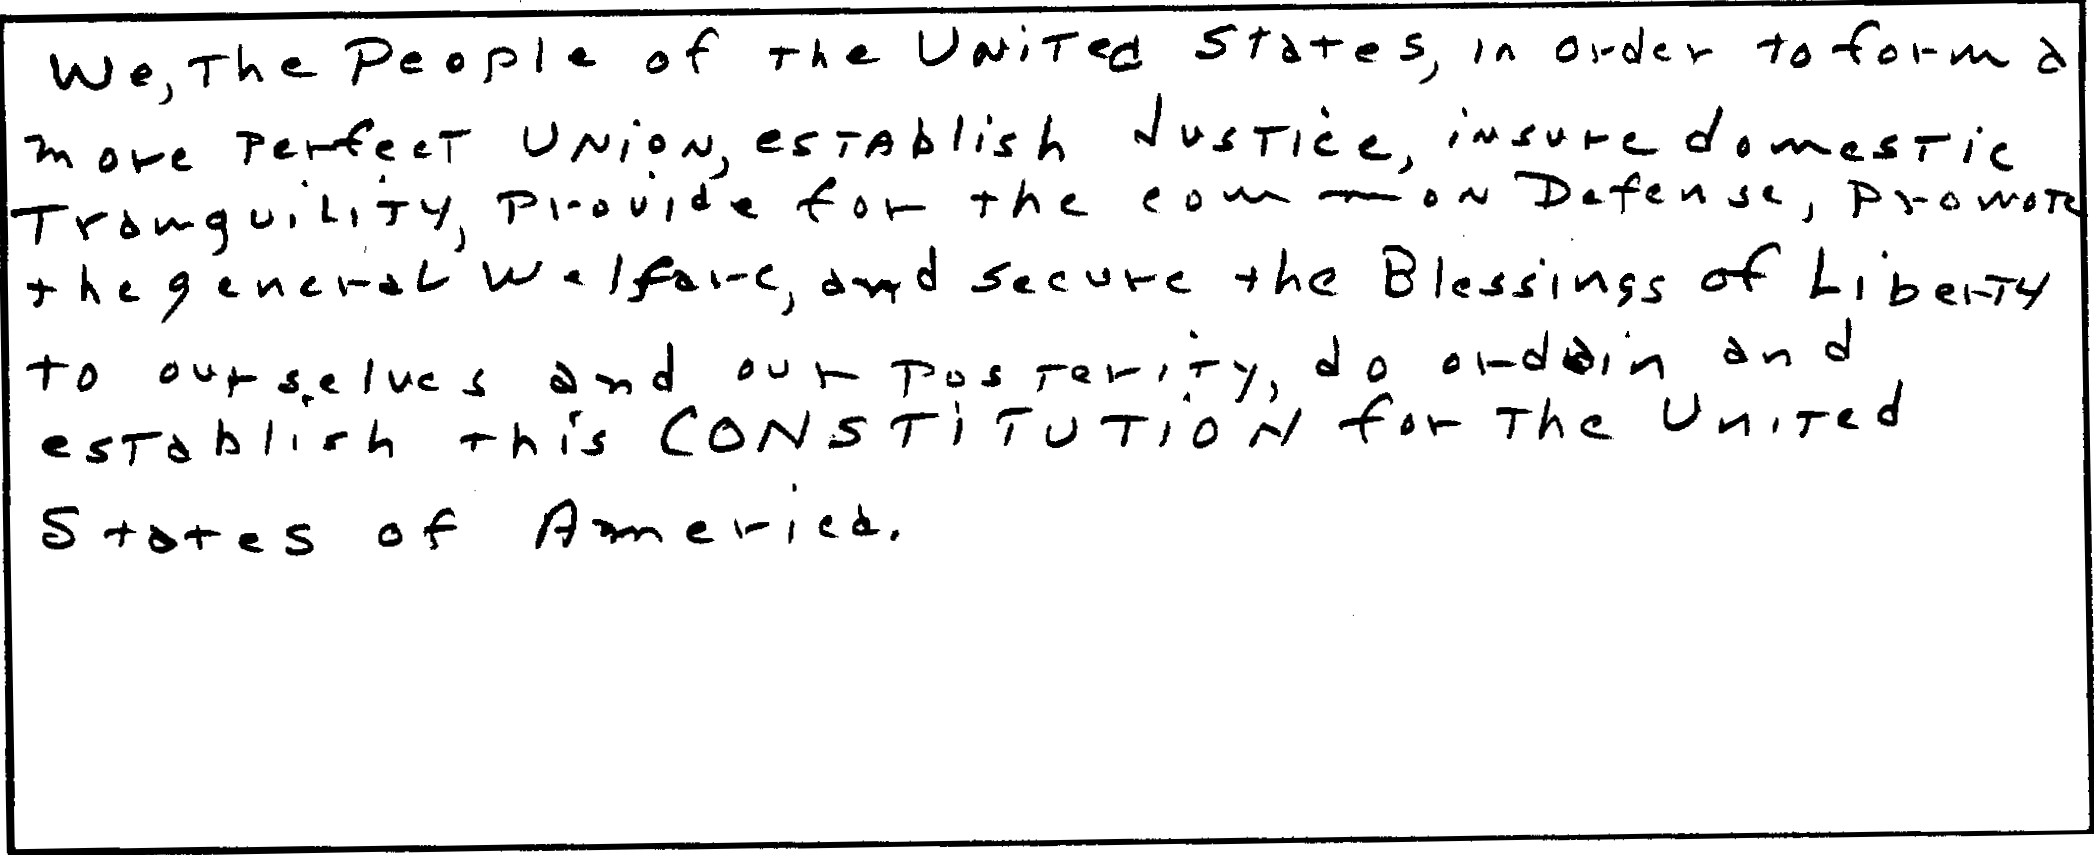 We, The People of the United States, in order to form a
more perfect Union, establish Justice, insure domestic
Tranquility, provide for the common Defense, promote
the general Welfare, and secure the Blessings of Liberty
to ourselves and our posterity, do ordain and
establish this CONSTITUTION for The United
States of America.